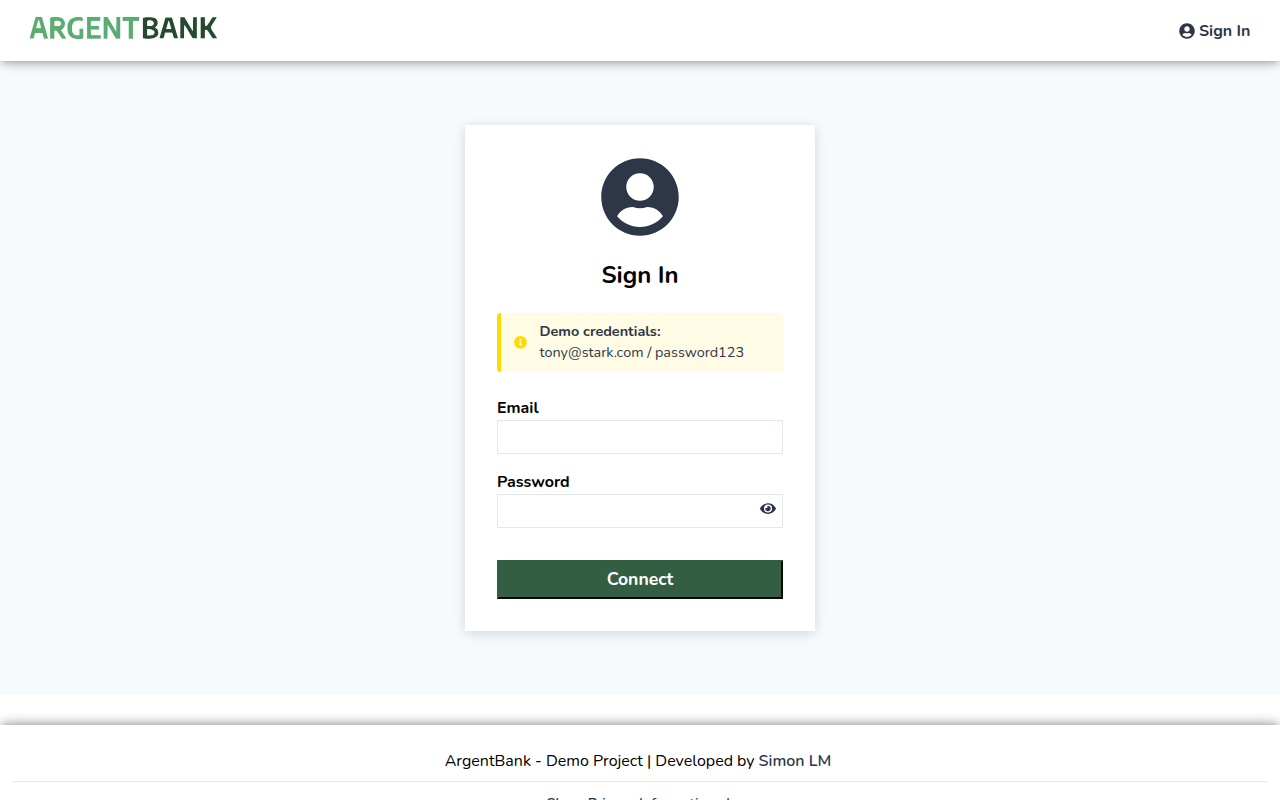 ARGENTBANK
Sign In
Sign In
Demo credentials:
tony@stark.com / password123
Email
Password
Connect
ArgentBank - Demo Project | Developed by Simon LM